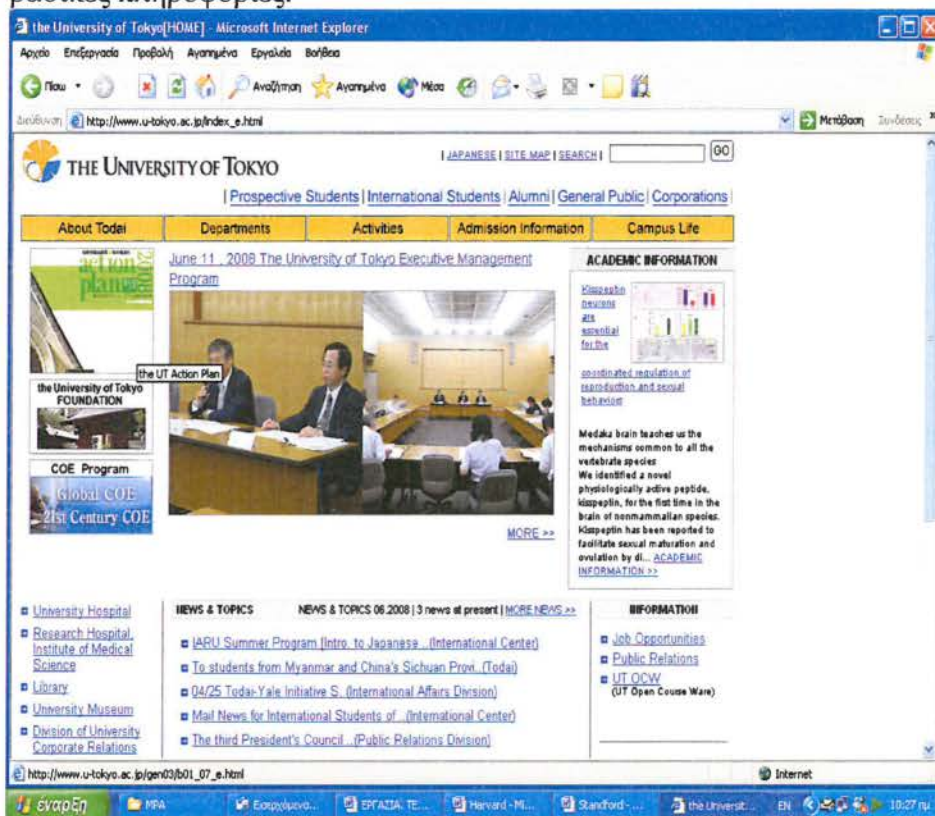 the University of Tokyo[HOME] - Microsoft Internet Explorer
Αρχείο Επεξεργασία Προβολή Αγαπημένα Εργαλεία Βοήθεια
Πίσω Αναζήτηση Αγαπημένα Μέσα
Διεύθυνση http://www.u-tokyo.ac.jp/index_e.html Μετάβαση Συνδέσεις »
THE UNIVERSITY OF TOKYO
| JAPANESE | SITE MAP | SEARCH | GO
| Prospective Students | International Students | Alumni | General Public | Corporations |
About Todai Departments Activities Admission Information Campus Life
action plan 2008
the UT Action Plan
the University of Tokyo
FOUNDATION
COE Program
Global COE
21st Century COE
June 11 , 2008 The University of Tokyo Executive Management
Program
MORE >>
ACADEMIC INFORMATION
Kisspeptin
neurons
are
essential
for the
coordinated regulation of
reproduction and sexual
behaviors
Medaka brain teaches us the
mechanisms common to all the
vertebrate species
We identified a novel
physiologically active peptide,
kisspeptin, for the first time in the
brain of nonmammalian species.
Kisspeptin has been reported to
facilitate sexual maturation and
ovulation by di... ACADEMIC
INFORMATION >>
University Hospital
Research Hospital,
Institute of Medical
Science
Library
University Museum
Division of University
Corporate Relations
NEWS & TOPICS NEWS & TOPICS 06.2008 | 3 news at present | MORE NEWS >>
IARU Summer Program [Intro. to Japanese ...(International Center)
To students from Myanmar and China's Sichuan Provi...(Todai)
04/25 Todai-Yale Initiative S. (International Affairs Division)
Mail News for International Students of ...(International Center)
The third President's Council ...(Public Relations Division)
INFORMATION
Job Opportunities
Public Relations
UT OCW
(UT Open Course Ware)
http://www.u-tokyo.ac.jp/gen03/b01_07_e.html Internet
έναρξη MPA Εισερχόμενα... ΕΡΓΑΣΙΑ. ΤΕ... Harvard - Mi... Standford - ... the Universit... EN 10:27 πμ